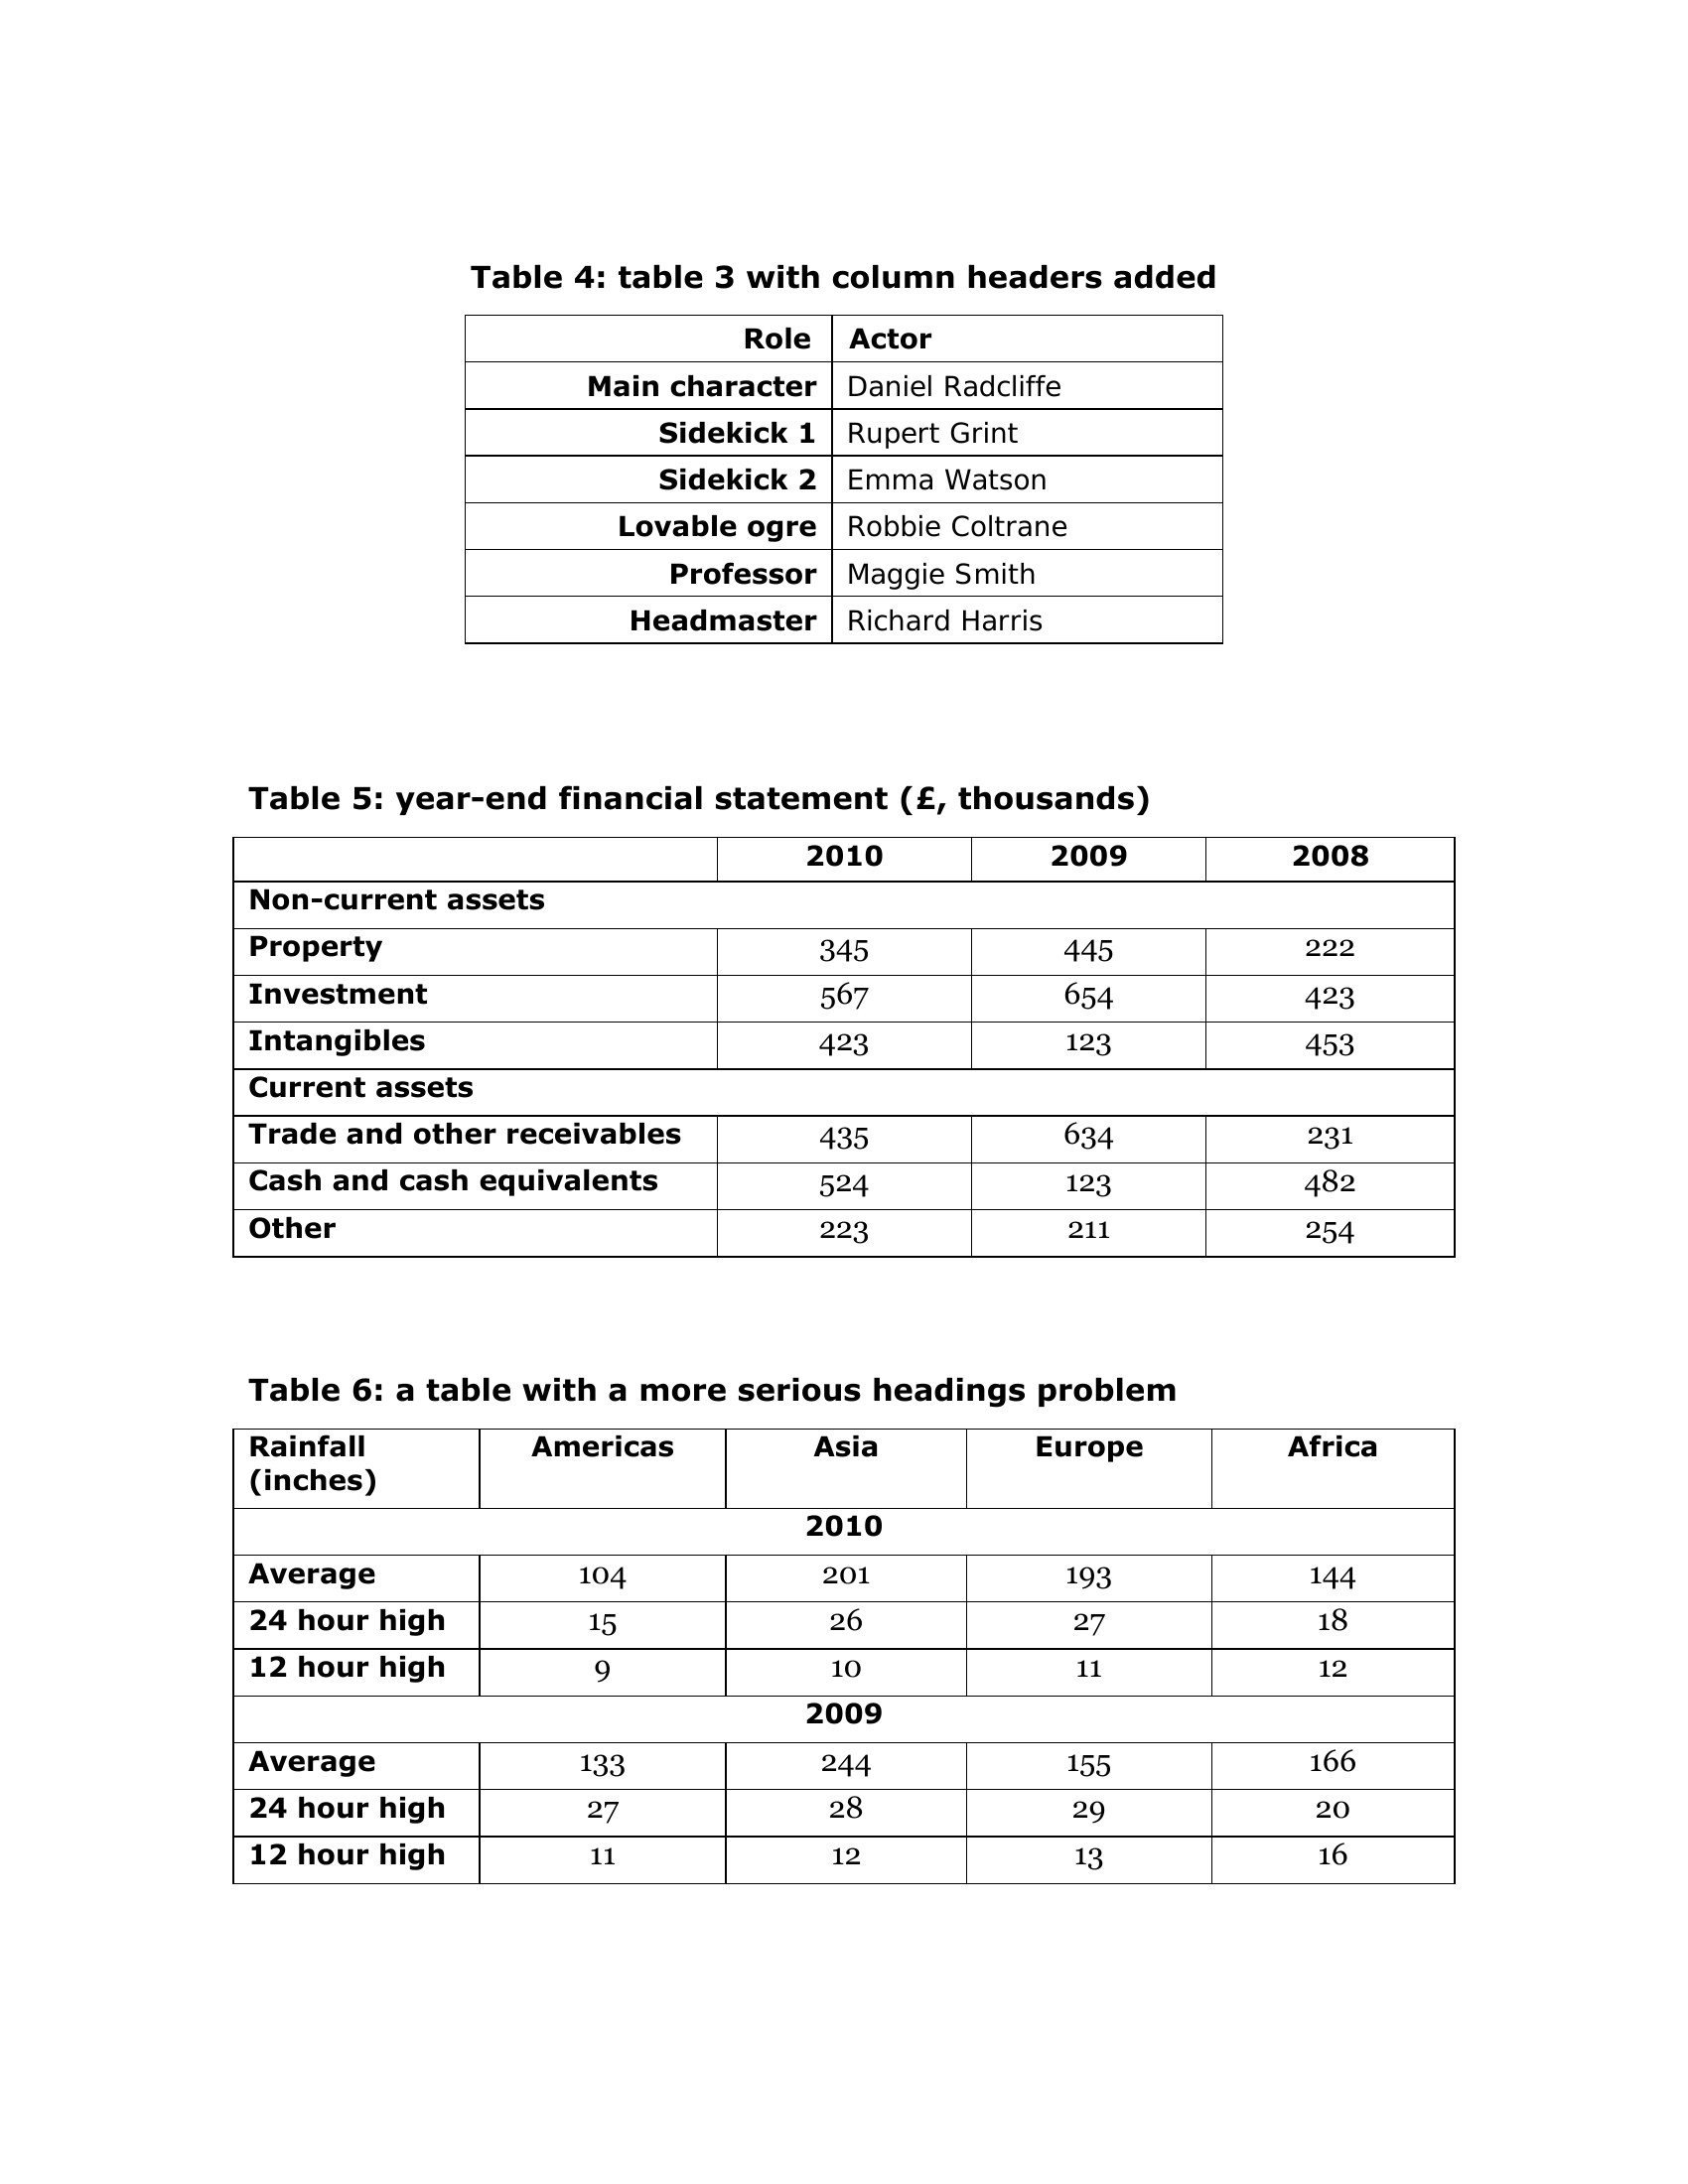 Table 4: table 3 with column headers added
Role Actor
Main character Daniel Radcliffe
Sidekick 1 Rupert Grint
Sidekick 2 Emma Watson
Lovable ogre Robbie Coltrane
Professor Maggie Smith
Headmaster Richard Harris
Table 5: year-end financial statement (£, thousands)
2010 2009 2008
Non-current assets
Property 345 445 222
Investment 567 654 423
Intangibles 423 123 453
Current assets
Trade and other receivables 435 634 231
Cash and cash equivalents 524 123 482
Other 223 211 254
Table 6: a table with a more serious headings problem
Rainfall Americas Asia Europe Africa
(inches)
2010
Average 104 201 193 144
24 hour high 15 26 27 18
12 hour high 9 10 11 12
2009
Average 133 244 155 166
24 hour high 27 28 29 20
12 hour high 11 12 13 16